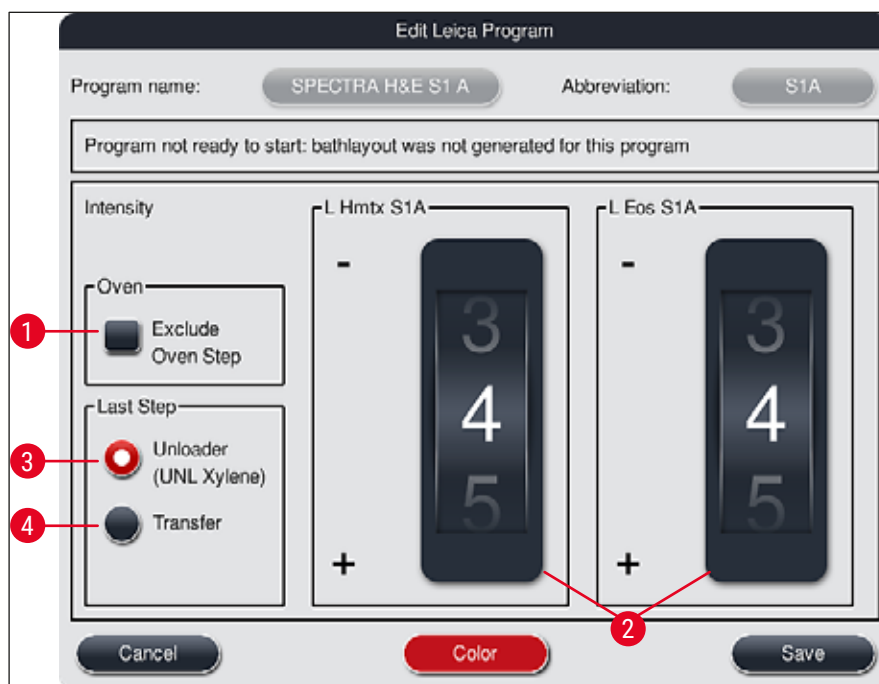 Edit Leica Program
Program name: SPECTRA H&E S1 A Abbreviation: S1A
Program not ready to start: bathlayout was not generated for this program
Intensity
L Hmtx S1A
L Eos S1A
-
-
Oven
1
Exclude
Oven Step
3
4
5
3
4
5
Last Step
3
Unloader
(UNL Xylene)
4
Transfer
+
+
2
Cancel
Color
Save